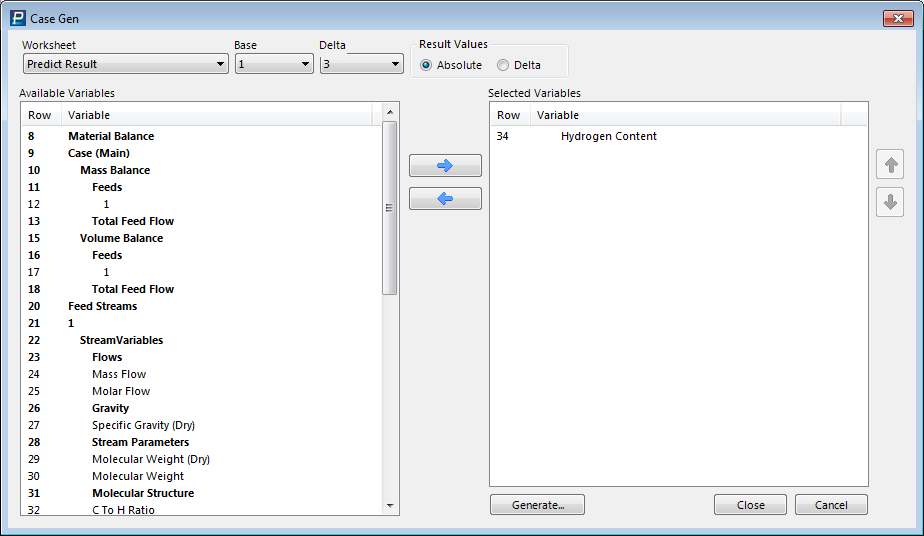 Case Gen
Worksheet Base Delta Result Values
Predict Result 1 3 Absolute Delta
Available Variables Selected Variables
Row Variable Row Variable
8 Material Balance 34 Hydrogen Content
9 Case (Main)
10 Mass Balance
11 Feeds
12 1
13 Total Feed Flow
15 Volume Balance
16 Feeds
17 1
18 Total Feed Flow
20 Feed Streams
21 1
22 StreamVariables
23 Flows
24 Mass Flow
25 Molar Flow
26 Gravity
27 Specific Gravity (Dry)
28 Stream Parameters
29 Molecular Weight (Dry)
30 Molecular Weight
31 Molecular Structure
32 C To H Ratio
Generate... Close Cancel